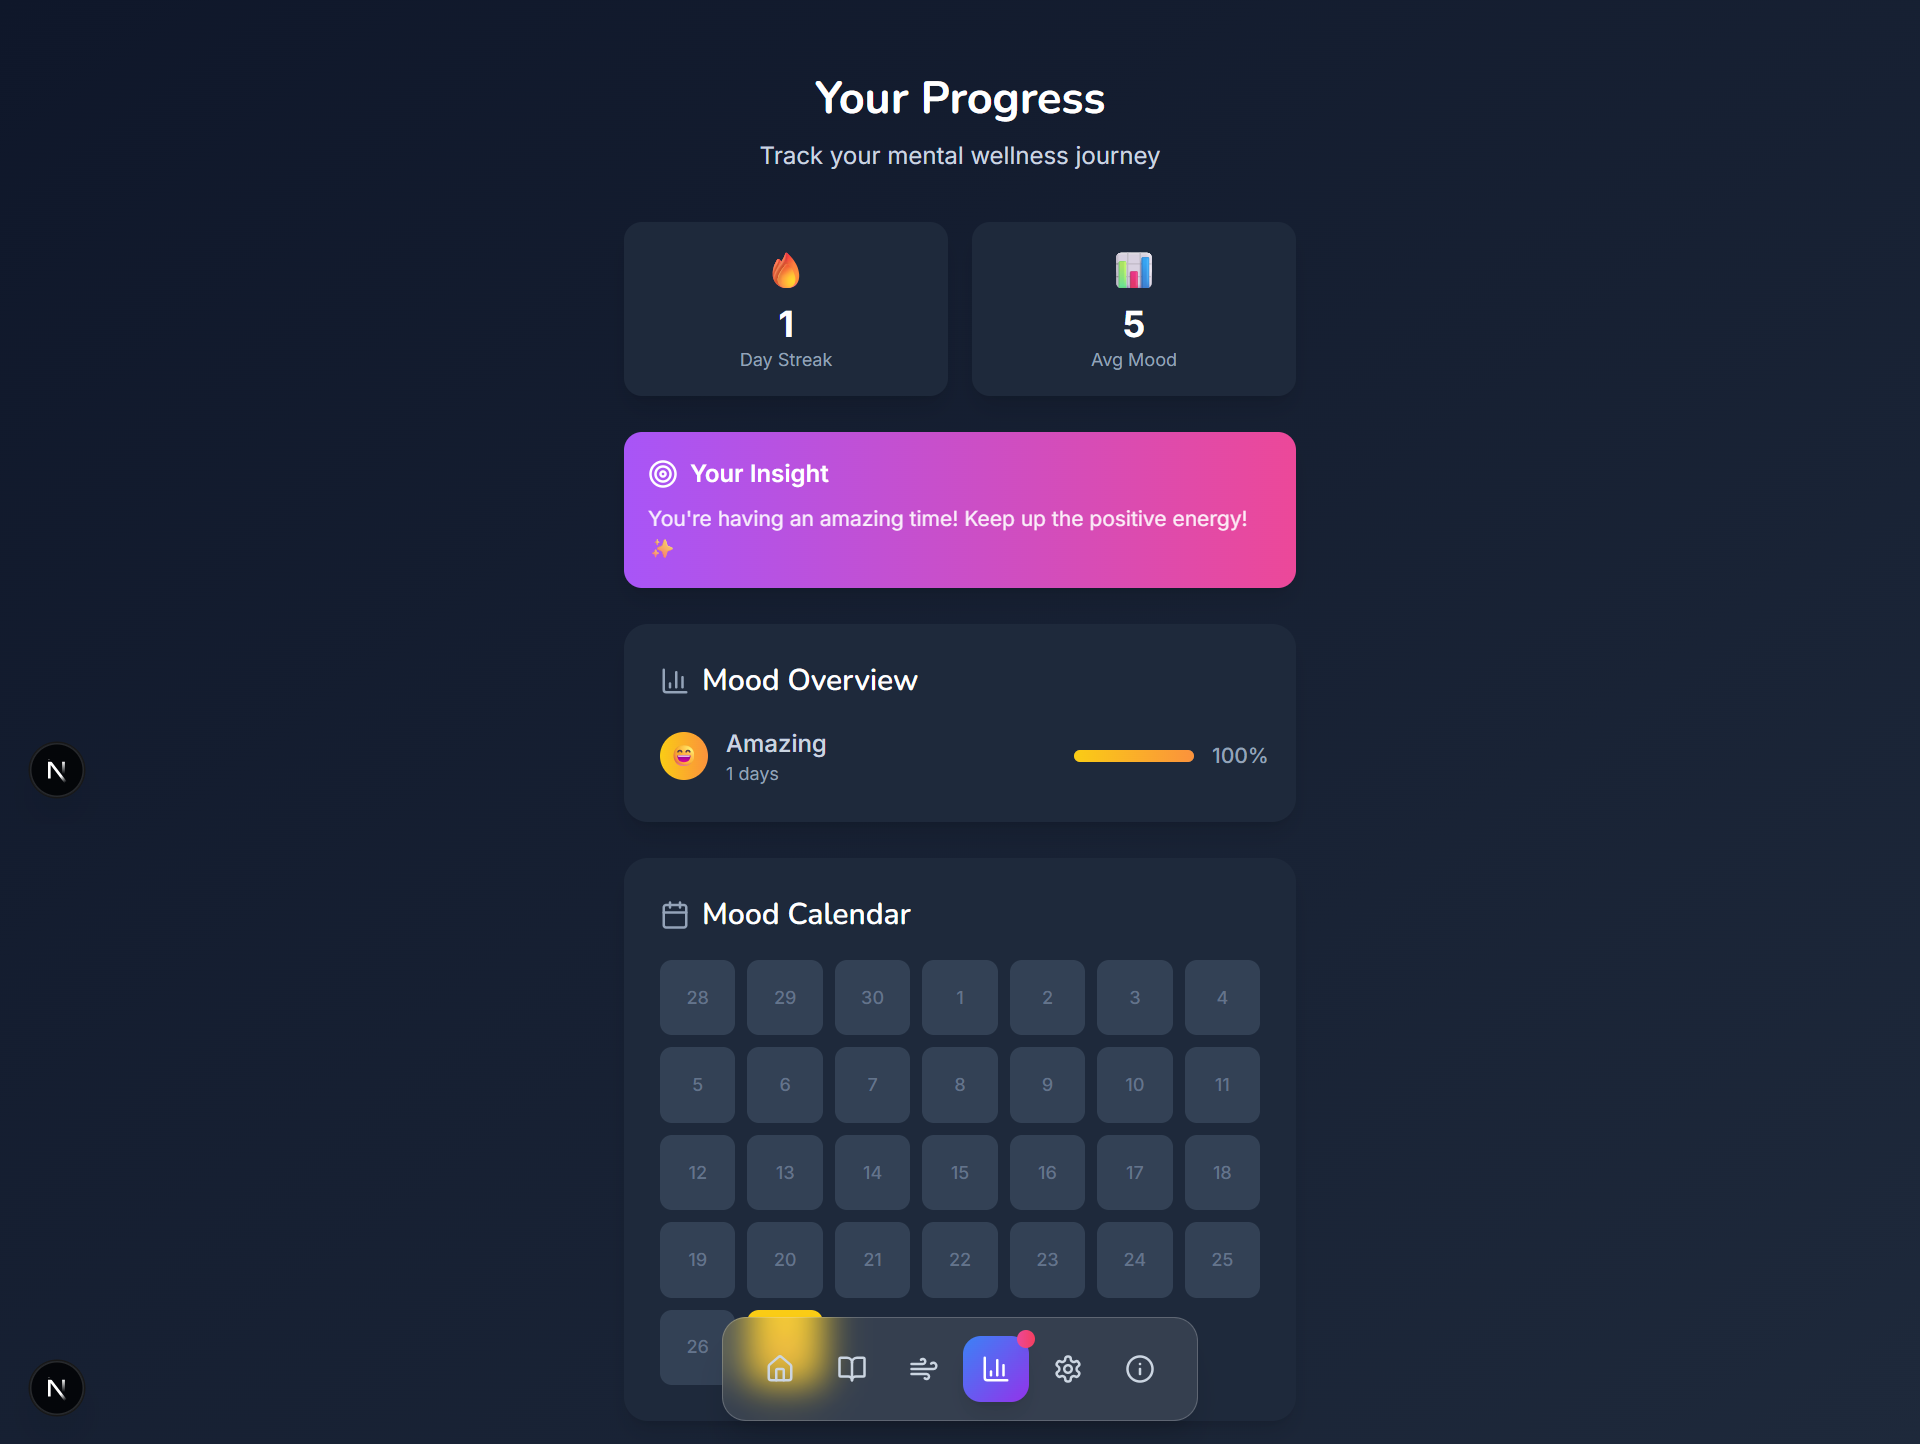 Your Progress
Track your mental wellness journey
1
Day Streak
5
Avg Mood
Your Insight
You're having an amazing time! Keep up the positive energy!
Mood Overview
Amazing
1 days
100%
Mood Calendar
28 29 30 1 2 3 4
5 6 7 8 9 10 11
12 13 14 15 16 17 18
19 20 21 22 23 24 25
26
N
N